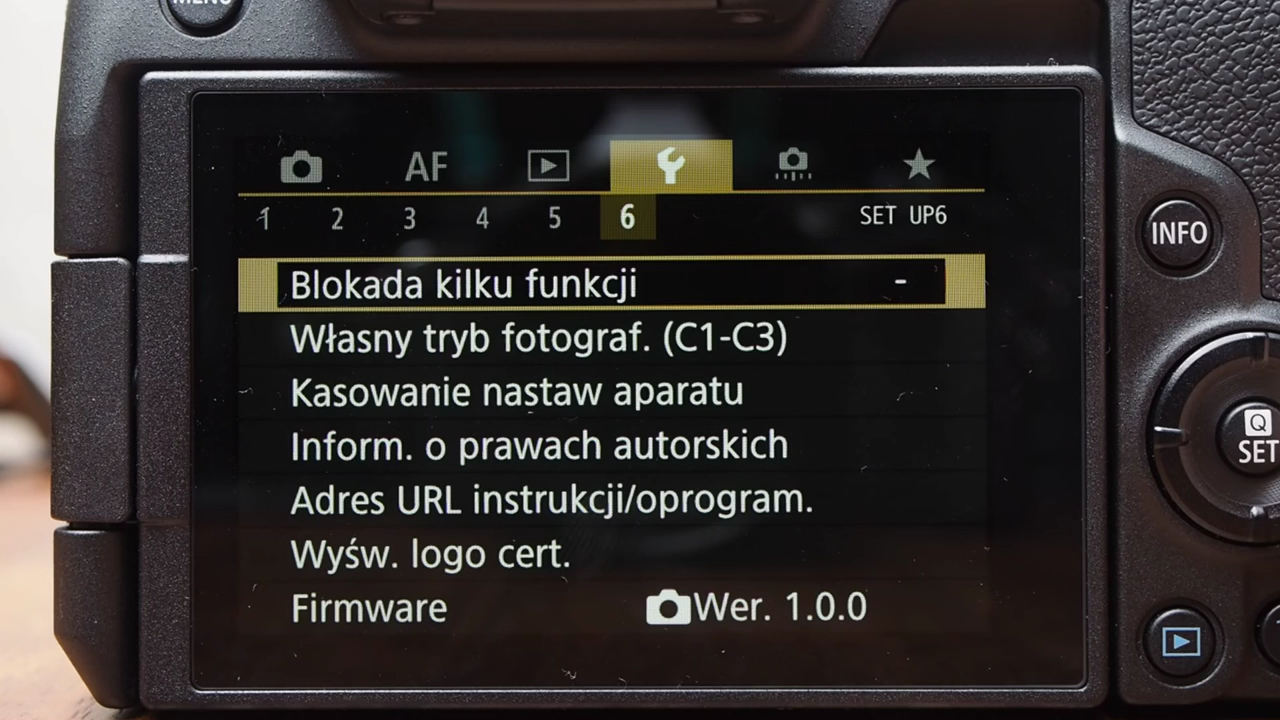 MENU
AF
1 2 3 4 5 6 SET UP6
INFO
Blokada kilku funkcji -
Własny tryb fotograf. (C1-C3)
Kasowanie nastaw aparatu
Q
SET
Inform. o prawach autorskich
Adres URL instrukcji/oprogram.
Wyśw. logo cert.
Firmware Wer. 1.0.0